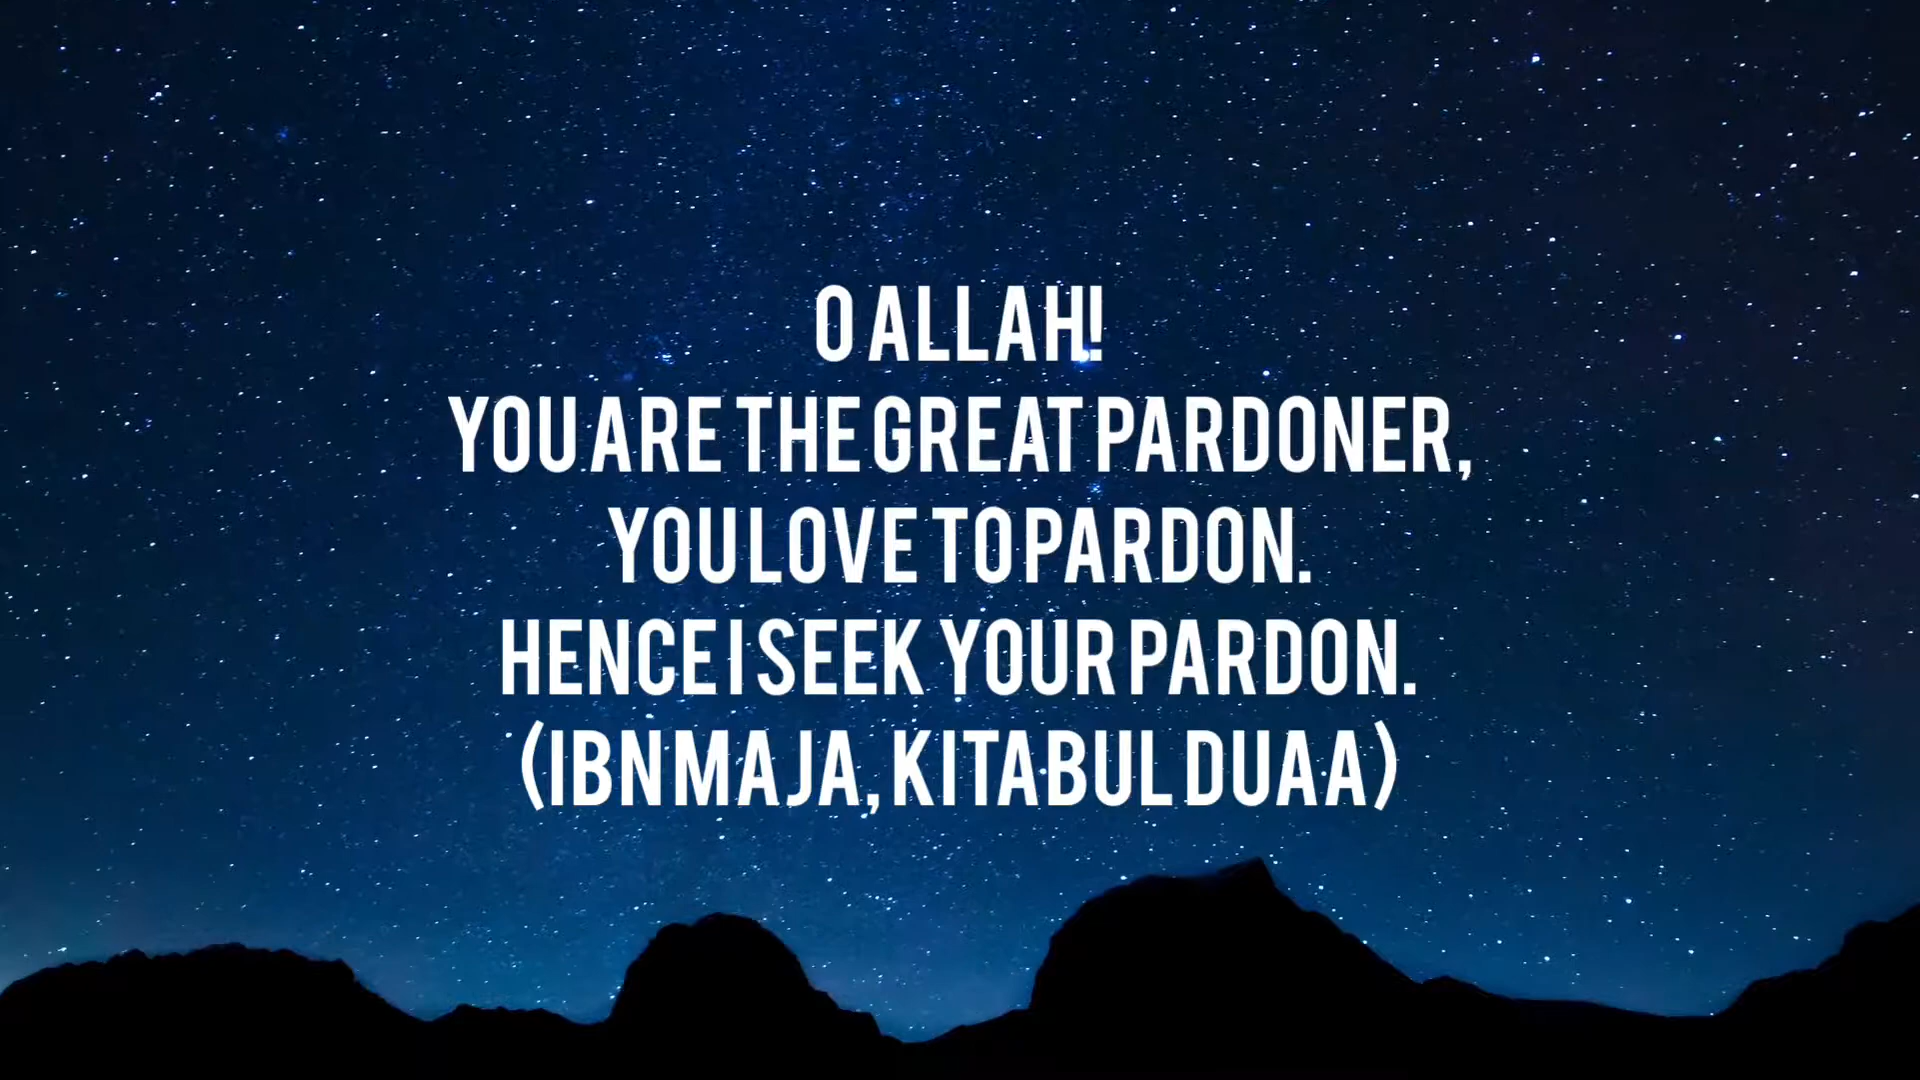 O ALLAH!
YOU ARE THE GREAT PARDONER,
YOU LOVE TO PARDON.
HENCE I SEEK YOUR PARDON.
(IBN MAJA, KITABUL DUAA)